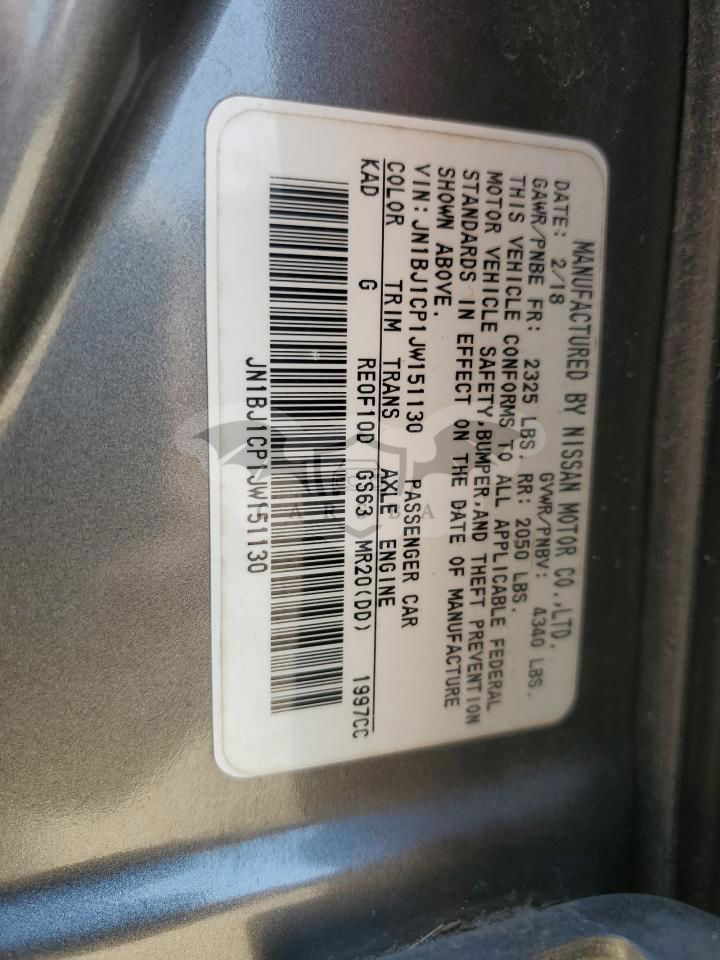 MANUFACTURED BY NISSAN MOTOR CO.,LTD.
DATE: 2/18 GVWR/PNBV: 4340 LBS.
GAWR/PNBE FR: 2325 LBS. RR: 2050 LBS.
THIS VEHICLE CONFORMS TO ALL APPLICABLE FEDERAL
MOTOR VEHICLE SAFETY,BUMPER,AND THEFT PREVENTION
STANDARDS IN EFFECT ON THE DATE OF MANUFACTURE
SHOWN ABOVE.
VIN:JN1BJ1CP1JW151130 PASSENGER CAR
COLOR TRIM TRANS AXLE ENGINE
KAD G RE0F10D GS63 MR20(DD) 1997CC
JN1BJ1CP1JW151130